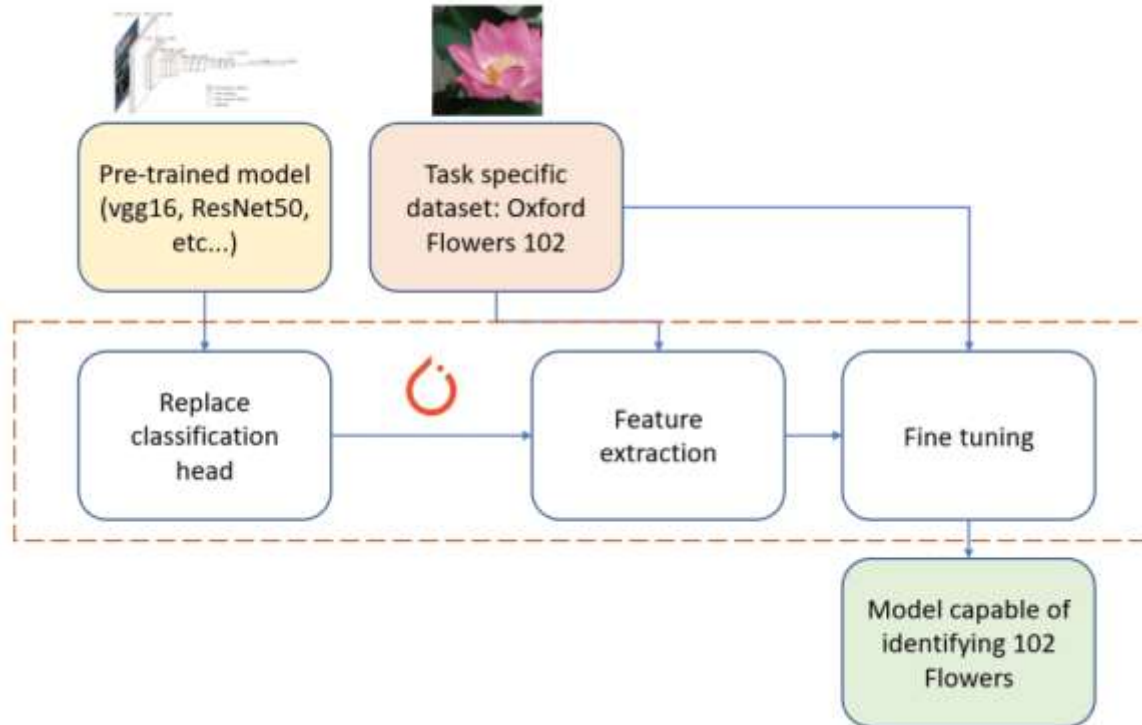 Pre-trained model
(vgg16, ResNet50,
etc...)
Task specific
dataset: Oxford
Flowers 102
Replace
classification
head
Feature
extraction
Fine tuning
Model capable of
identifying 102
Flowers